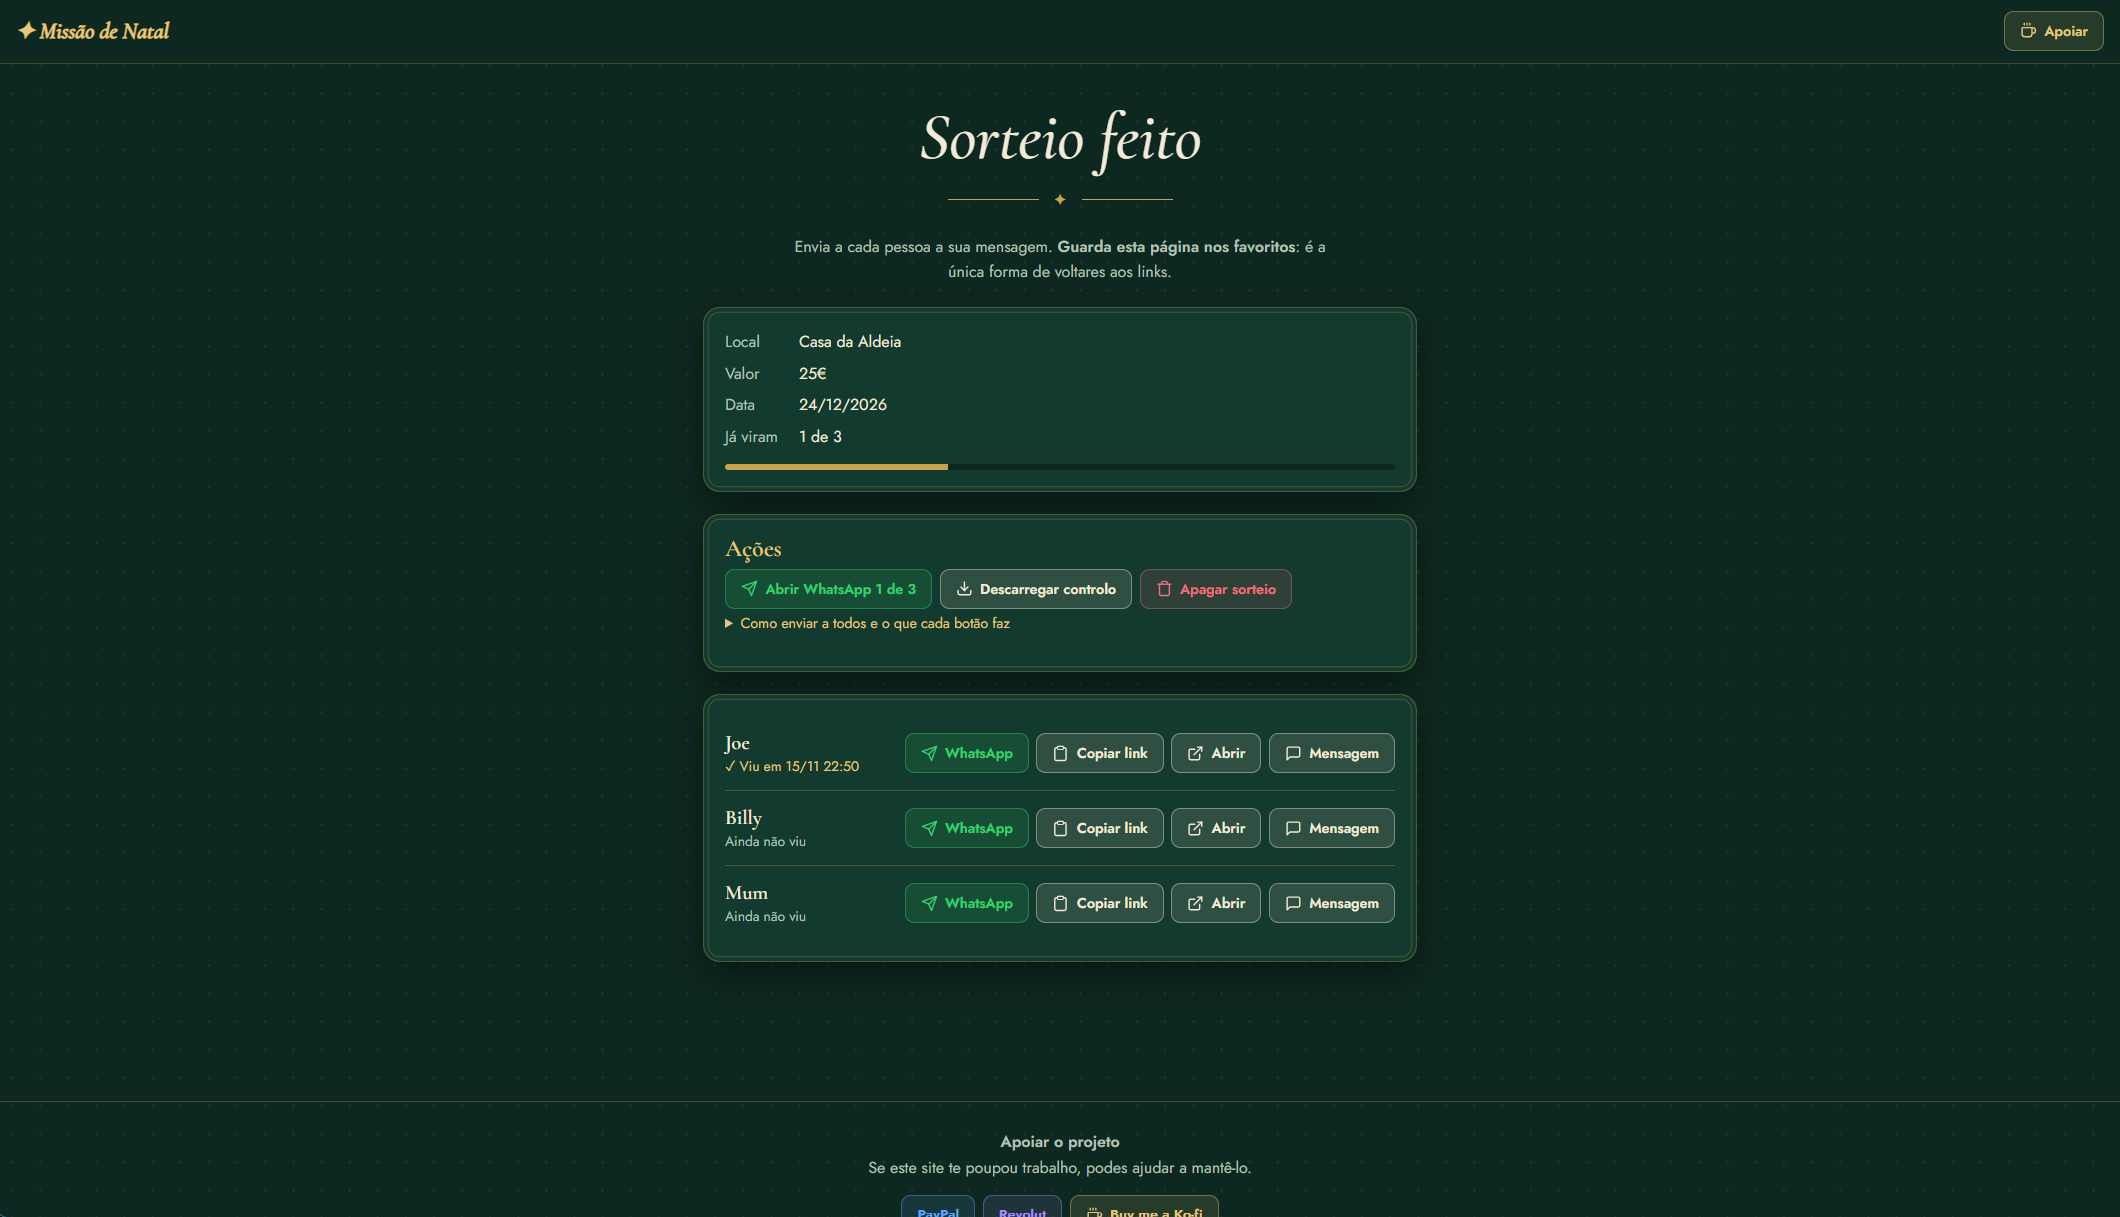 ✦ Missão de Natal
Apoiar
Sorteio feito
Envia a cada pessoa a sua mensagem. Guarda esta página nos favoritos: é a
única forma de voltares aos links.
Local Casa da Aldeia
Valor 25€
Data 24/12/2026
Já viram 1 de 3
Ações
Abrir WhatsApp 1 de 3 Descarregar controlo Apagar sorteio
Como enviar a todos e o que cada botão faz
Joe
✓ Viu em 15/11 22:50
WhatsApp Copiar link Abrir Mensagem
Billy
Ainda não viu
WhatsApp Copiar link Abrir Mensagem
Mum
Ainda não viu
WhatsApp Copiar link Abrir Mensagem
Apoiar o projeto
Se este site te poupou trabalho, podes ajudar a mantê-lo.
PayPal Revolut Buy me a Ko-fi